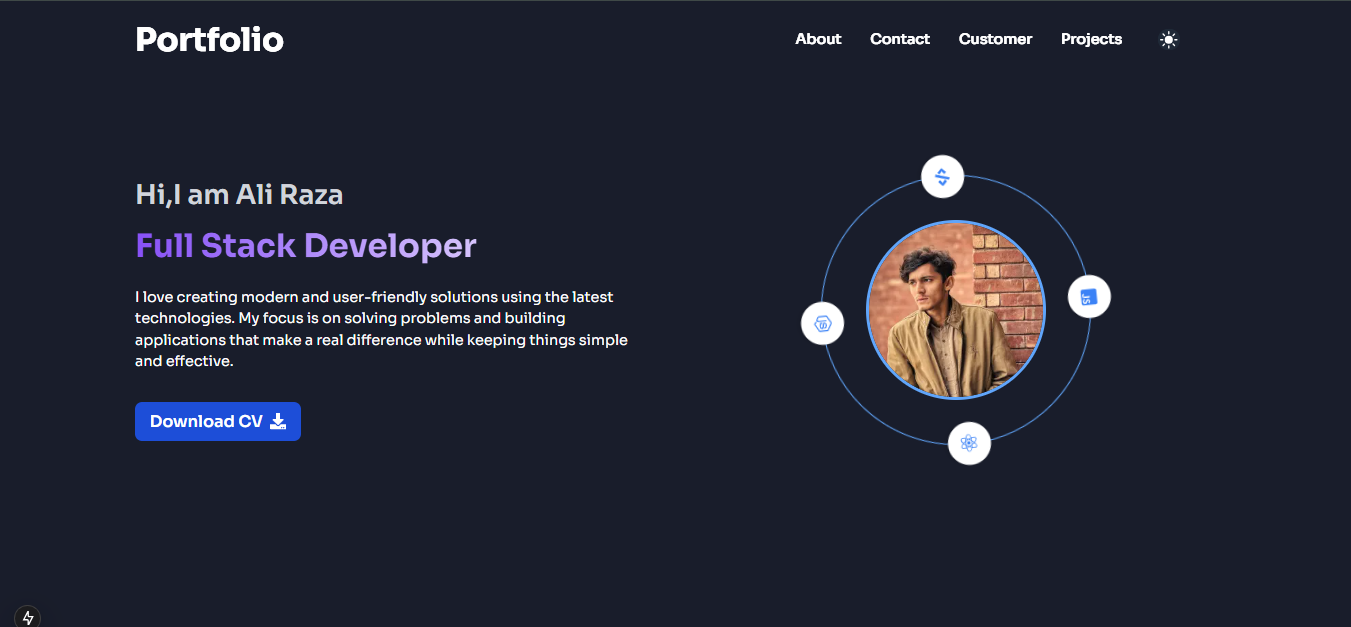 Portfolio
About Contact Customer Projects
Hi,I am Ali Raza
Full Stack Developer
I love creating modern and user-friendly solutions using the latest
technologies. My focus is on solving problems and building
applications that make a real difference while keeping things simple
and effective.
Download CV
JS